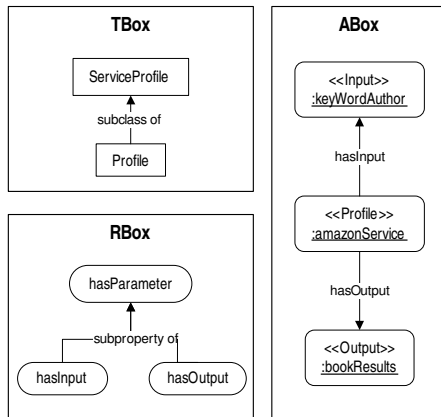 TBox
ServiceProfile
subclass of
Profile
RBox
hasParameter
subproperty of
hasInput
hasOutput
ABox
<<Input>>
:keyWordAuthor
hasInput
<<Profile>>
:amazonService
hasOutput
<<Output>>
:bookResults